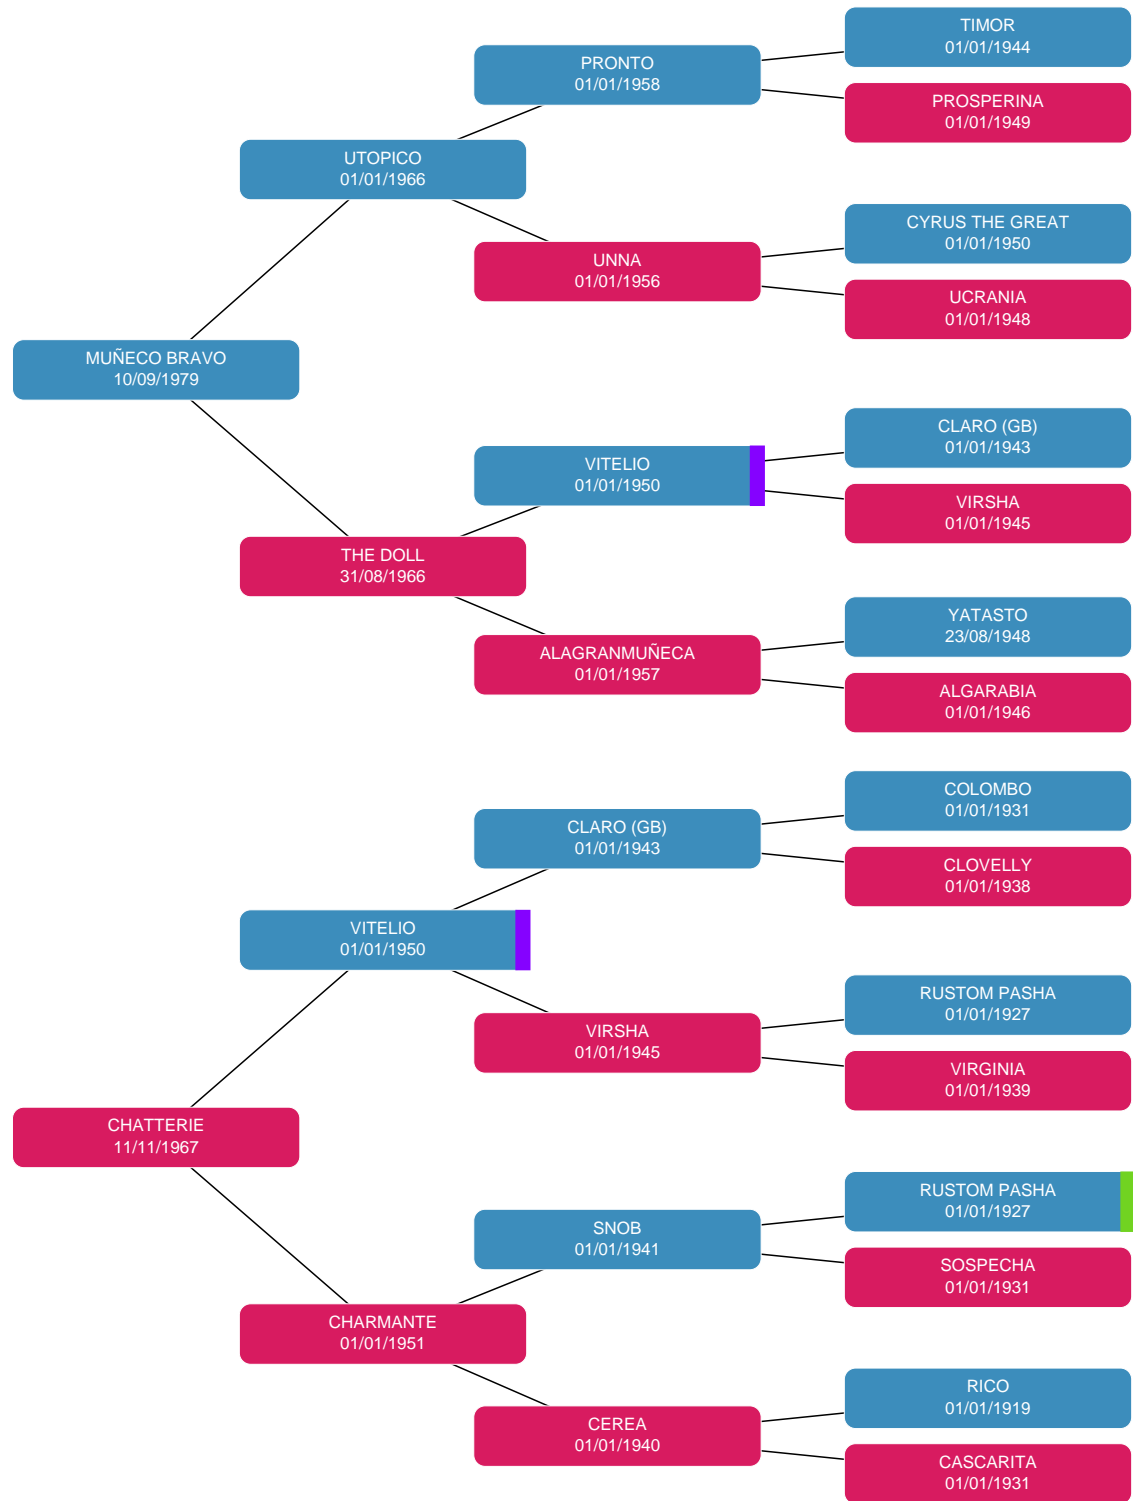 TIMOR
01/01/1944
PRONTO
01/01/1958
PROSPERINA
01/01/1949
UTOPICO
01/01/1966
CYRUS THE GREAT
01/01/1950
UNNA
01/01/1956
UCRANIA
01/01/1948
MUÑECO BRAVO
10/09/1979
CLARO (GB)
01/01/1943
VITELIO
01/01/1950
VIRSHA
01/01/1945
THE DOLL
31/08/1966
YATASTO
23/08/1948
ALAGRANMUÑECA
01/01/1957
ALGARABIA
01/01/1946
COLOMBO
01/01/1931
CLARO (GB)
01/01/1943
CLOVELLY
01/01/1938
VITELIO
01/01/1950
RUSTOM PASHA
01/01/1927
VIRSHA
01/01/1945
VIRGINIA
01/01/1939
CHATTERIE
11/11/1967
RUSTOM PASHA
01/01/1927
SNOB
01/01/1941
SOSPECHA
01/01/1931
CHARMANTE
01/01/1951
RICO
01/01/1919
CEREA
01/01/1940
CASCARITA
01/01/1931